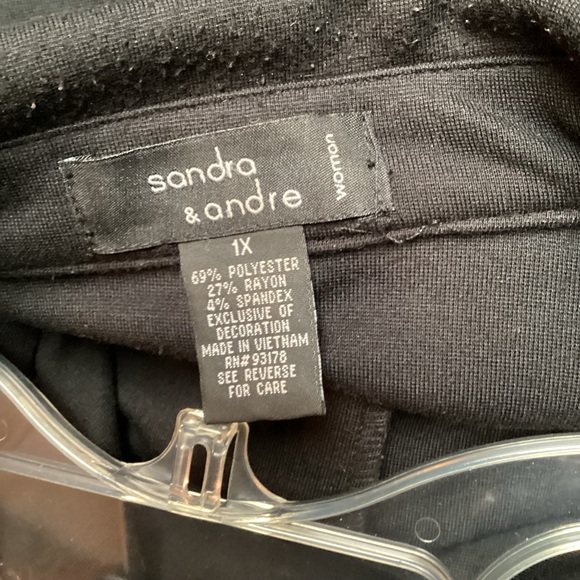 sandra
& andre
woman
1X
69% POLYESTER
27% RAYON
4% SPANDEX
EXCLUSIVE OF
DECORATION
MADE IN VIETNAM
RN# 93178
SEE REVERSE
FOR CARE